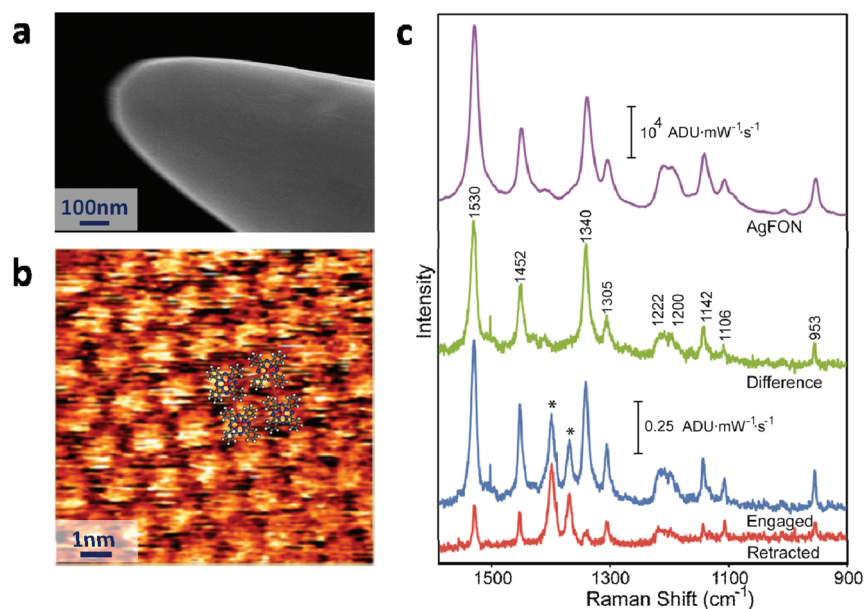 a
100nm
b
1nm
c
10⁴ ADU·mW⁻¹·s⁻¹
AgFON
1530
1452
1340
1305
1222
1200
1142
1106
953
Difference
*
*
0.25 ADU·mW⁻¹·s⁻¹
Engaged
Retracted
Intensity
1500
1300
1100
900
Raman Shift (cm⁻¹)